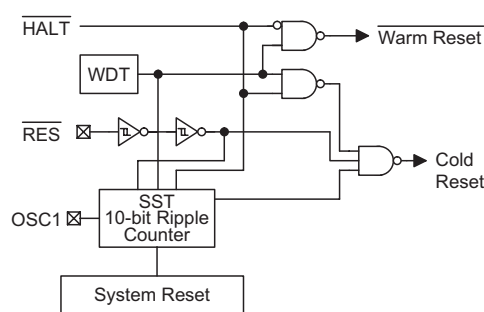 HALT
Warm Reset
WDT
RES
Cold
Reset
SST
10-bit Ripple
Counter
OSC1
System Reset